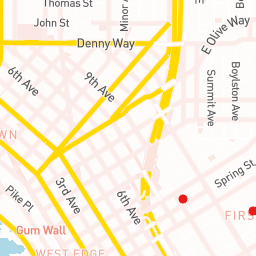 Thomas St
Minor A
John St
E Olive Way
Denny Way
6th Ave
9th Ave
Summit Ave
Boylston Ave
OWN
Spring St
Pike Pl
3rd Ave
6th Ave
FIRS
Gum Wall
WEST EDGE